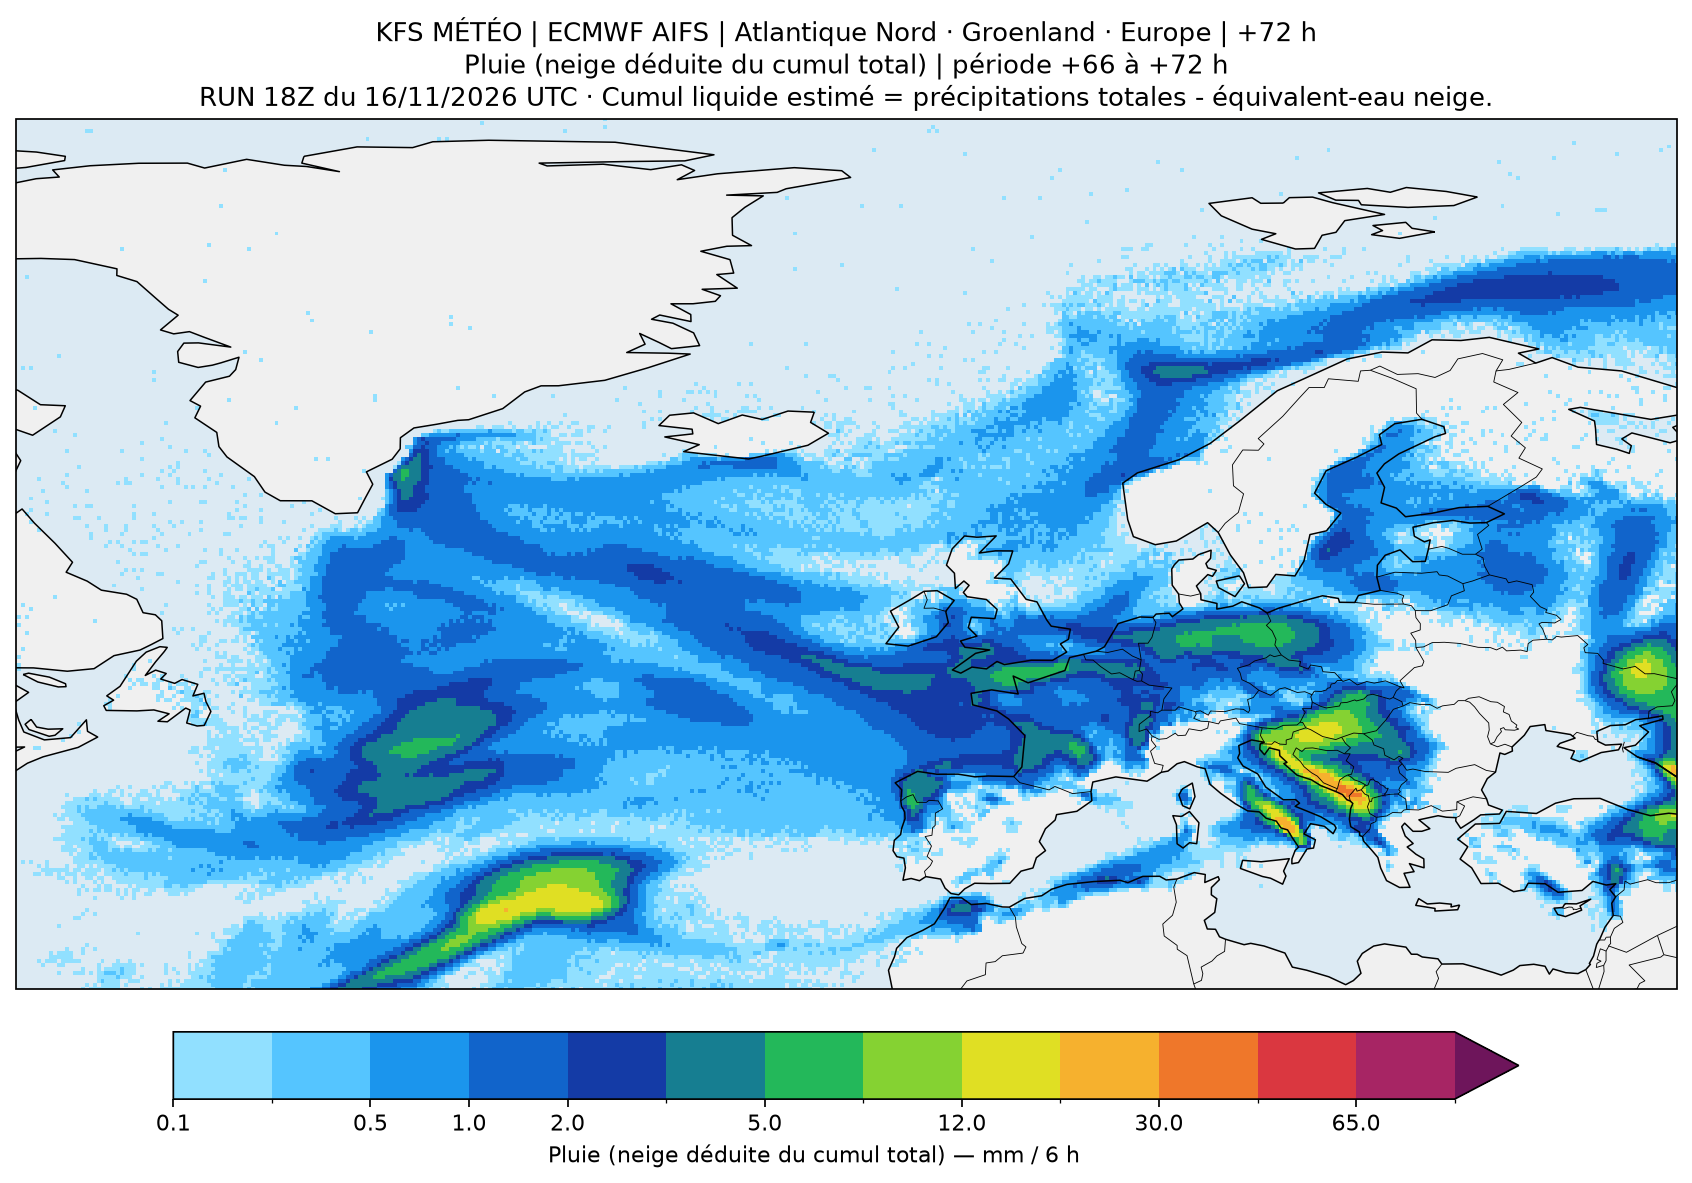 KFS MÉTÉO | ECMWF AIFS | Atlantique Nord · Groenland · Europe | +72 h
Pluie (neige déduite du cumul total) | période +66 à +72 h
RUN 18Z du 16/11/2026 UTC · Cumul liquide estimé = précipitations totales - équivalent-eau neige.
0.1 0.5 1.0 2.0 5.0 12.0 30.0 65.0
Pluie (neige déduite du cumul total) — mm / 6 h